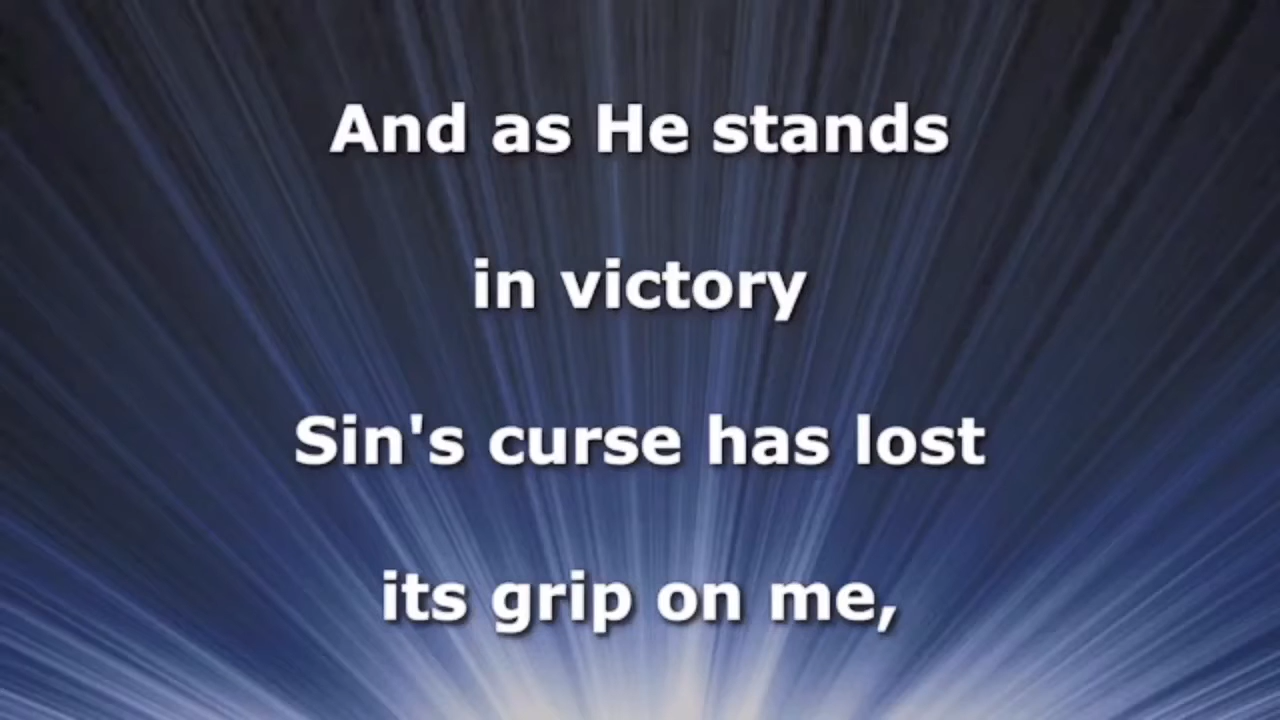 And as He stands
in victory
Sin's curse has lost
its grip on me,